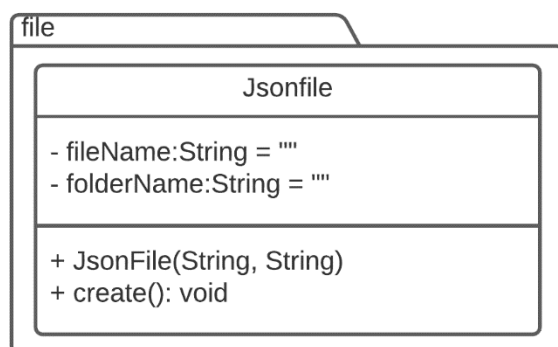 file
Jsonfile
- fileName:String = ""
- folderName:String = ""
+ JsonFile(String, String)
+ create(): void